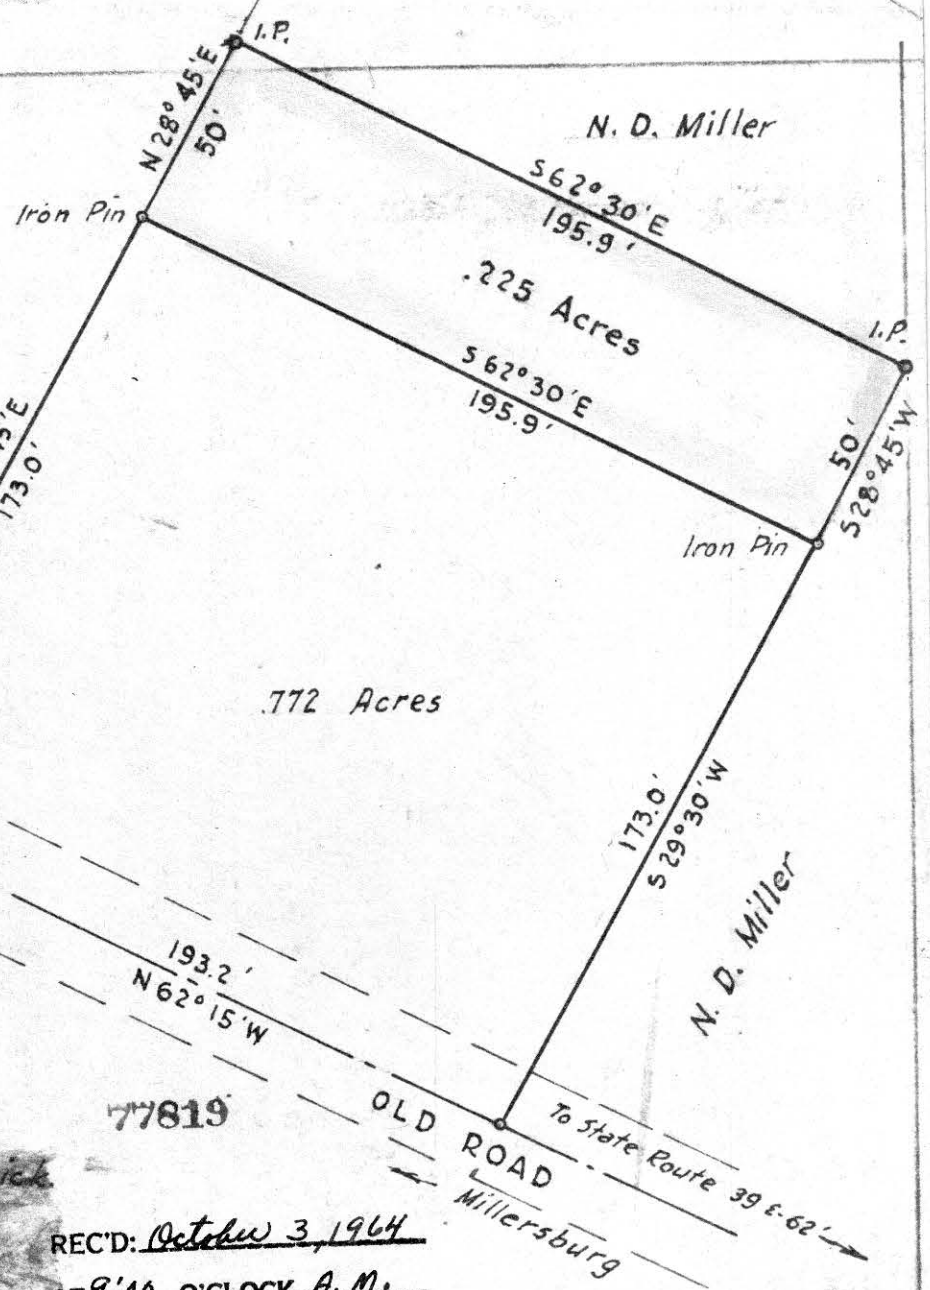 I.P.
N 28° 45' E
50'
N. D. Miller
S 62° 30' E
195.9'
Iron Pin
.225 Acres
I.P.
S 62° 30' E
195.9'
50'
S 28° 45' W
173.0'
Iron Pin
.772 Acres
173.0'
S 29° 30' W
N. D. Miller
193.2'
N 62° 15' W
77819
OLD ROAD
To State Route 39 & 62
Millersburg
REC'D: October 3, 1964
O'CLOCK A.M.